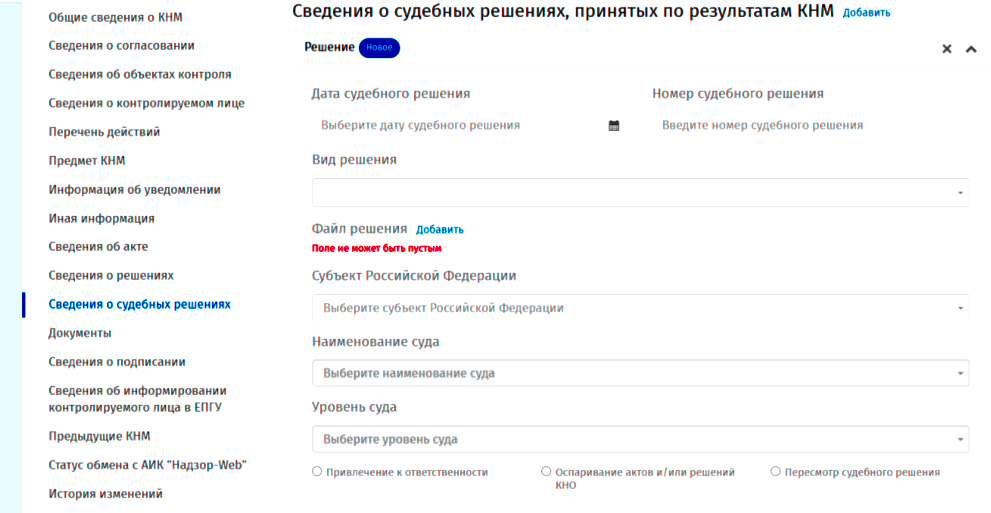 Общие сведения о КНМ
Сведения о согласовании
Сведения об объектах контроля
Сведения о контролируемом лице
Перечень действий
Предмет КНМ
Информация об уведомлении
Иная информация
Сведения об акте
Сведения о решениях
Сведения о судебных решениях
Документы
Сведения о подписании
Сведения об информировании
контролируемого лица в ЕПГУ
Предыдущие КНМ
Статус обмена с АИК "Надзор-Web"
История изменений
Сведения о судебных решениях, принятых по результатам КНМ Добавить
Решение Новое
Дата судебного решения Номер судебного решения
Выберите дату судебного решения Введите номер судебного решения
Вид решения
Файл решения Добавить
Поле не может быть пустым
Субъект Российской Федерации
Выберите субъект Российской Федерации
Наименование суда
Выберите наименование суда
Уровень суда
Выберите уровень суда
Привлечение к ответственности Оспаривание актов и/или решений Пересмотр судебного решения
КНО